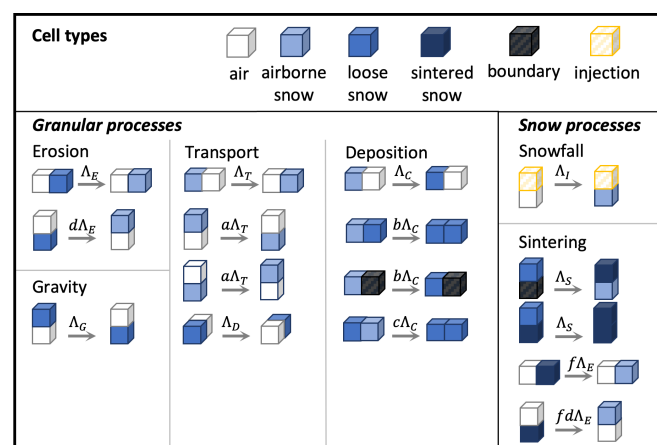 Cell types
air
airborne snow
loose snow
sintered snow
boundary
injection
Granular processes
Erosion
Λ_E
dΛ_E
Gravity
Λ_G
Transport
Λ_T
aΛ_T
aΛ_T
Λ_D
Deposition
Λ_C
bΛ_C
bΛ_C
cΛ_C
Snow processes
Snowfall
Λ_I
Sintering
Λ_S
Λ_S
fΛ_E
fdΛ_E